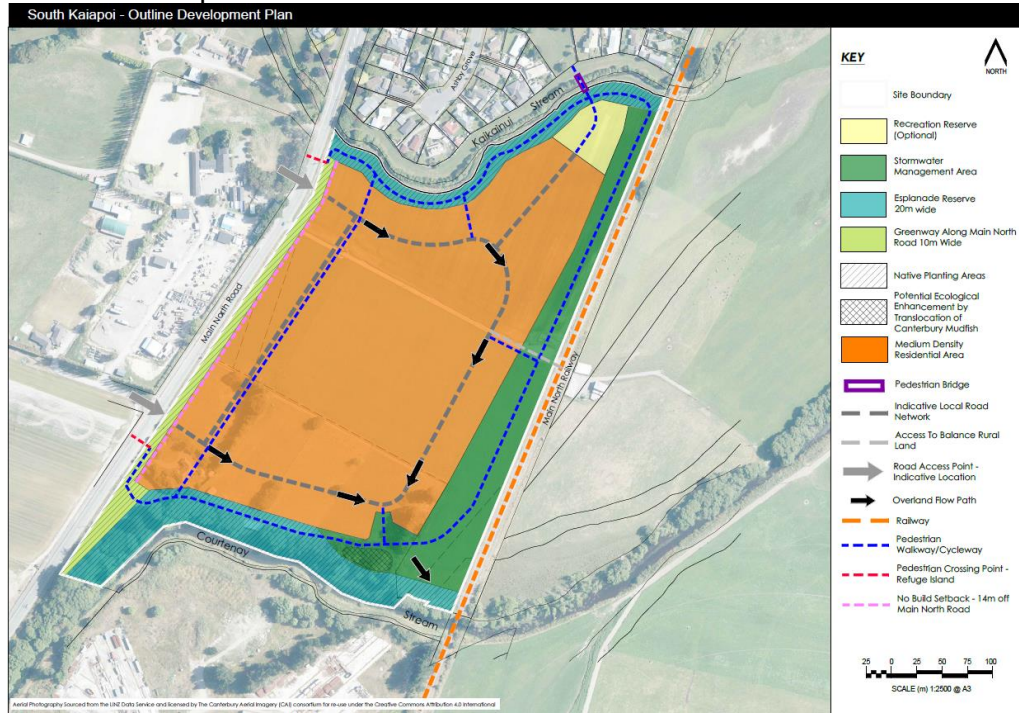 South Kaiapoi - Outline Development Plan
KEY
NORTH
Site Boundary
Recreation Reserve
(Optional)
Stormwater
Management Area
Esplanade Reserve
20m wide
Greenway Along Main North
Road 10m Wide
Native Planting Areas
Potential Ecological
Enhancement by
Translocation of
Canterbury Mudfish
Medium Density
Residential Area
Pedestrian Bridge
Indicative Local Road
Network
Access To Balance Rural
Land
Road Access Point -
Indicative Location
Overland Flow Path
Railway
Pedestrian
Walkway/Cycleway
Pedestrian Crossing Point -
Refuge Island
No Build Setback - 14m off
Main North Road
25 0 25 50 75 100
SCALE (m) 1:2500 @ A3
Ashby Grove
Kaikainui Stream
Main North Road
Main North Railway
Courtenay Stream
Aerial Photography Sourced from the LINZ Data Service and licensed by The Canterbury Aerial Imagery (CAI) consortium for re-use under the Creative Commons Attribution 4.0 International